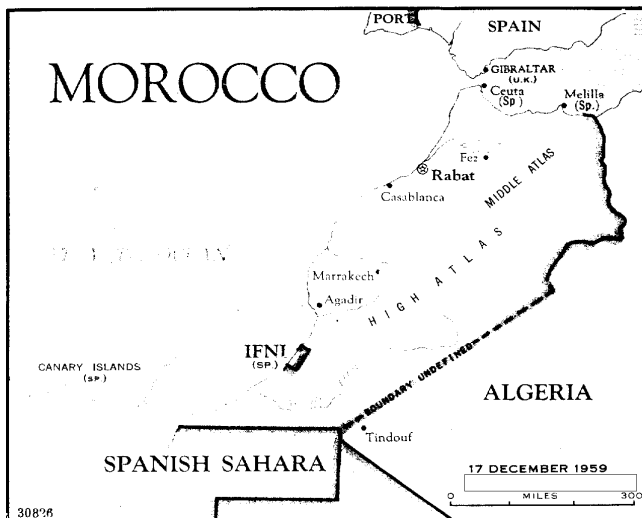 PORT.
SPAIN
MOROCCO
GIBRALTAR
(U.K.)
Ceuta
(Sp)
Melilla
(Sp.)
Fez
Rabat
Casablanca
MIDDLE ATLAS
OCEAN
HIGH ATLAS
Marrakech
Agadir
IFNI
(SP.)
CANARY ISLANDS
(SP.)
BOUNDARY UNDEFINED
ALGERIA
Tindouf
SPANISH SAHARA
17 DECEMBER 1959
0 MILES 300
30826